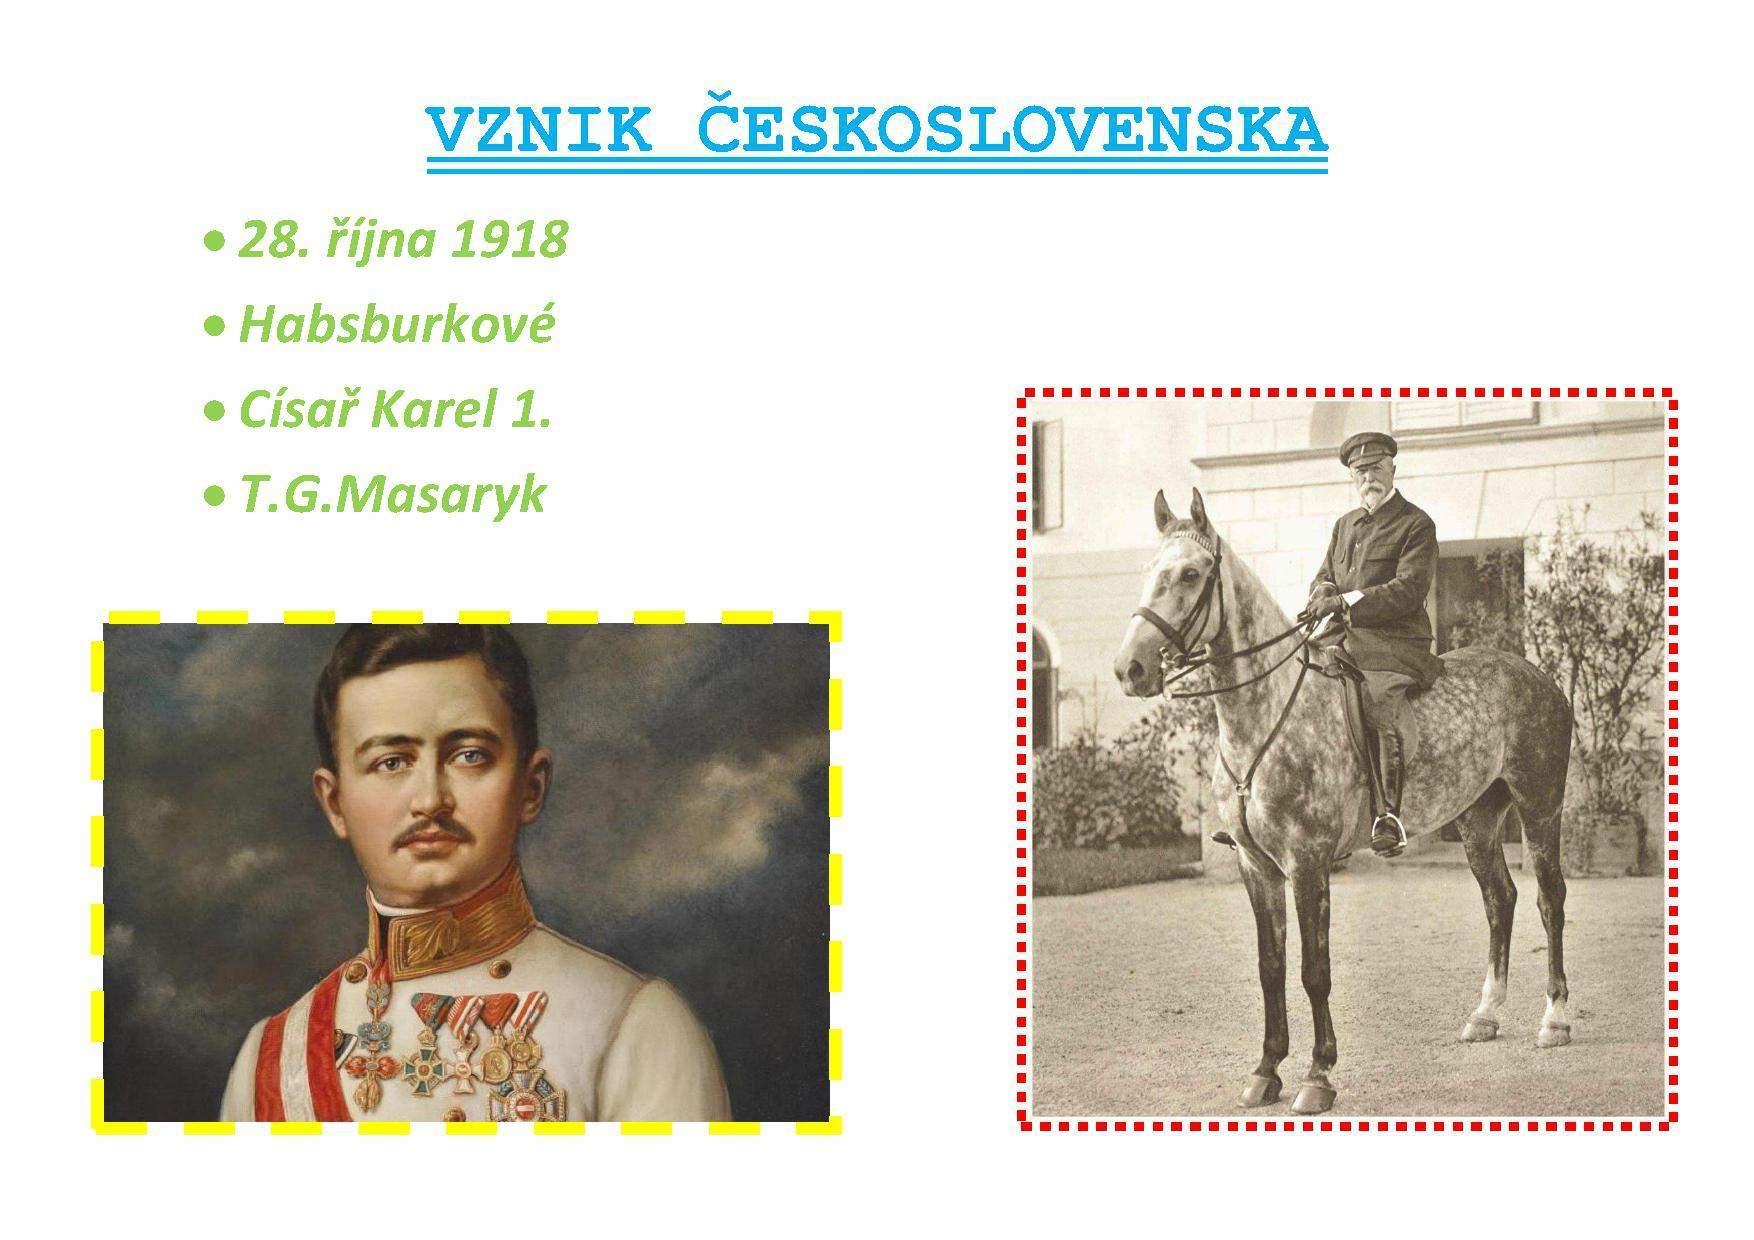 VZNIK ČESKOSLOVENSKA
• 28. října 1918
• Habsburkové
• Císař Karel 1.
• T.G.Masaryk